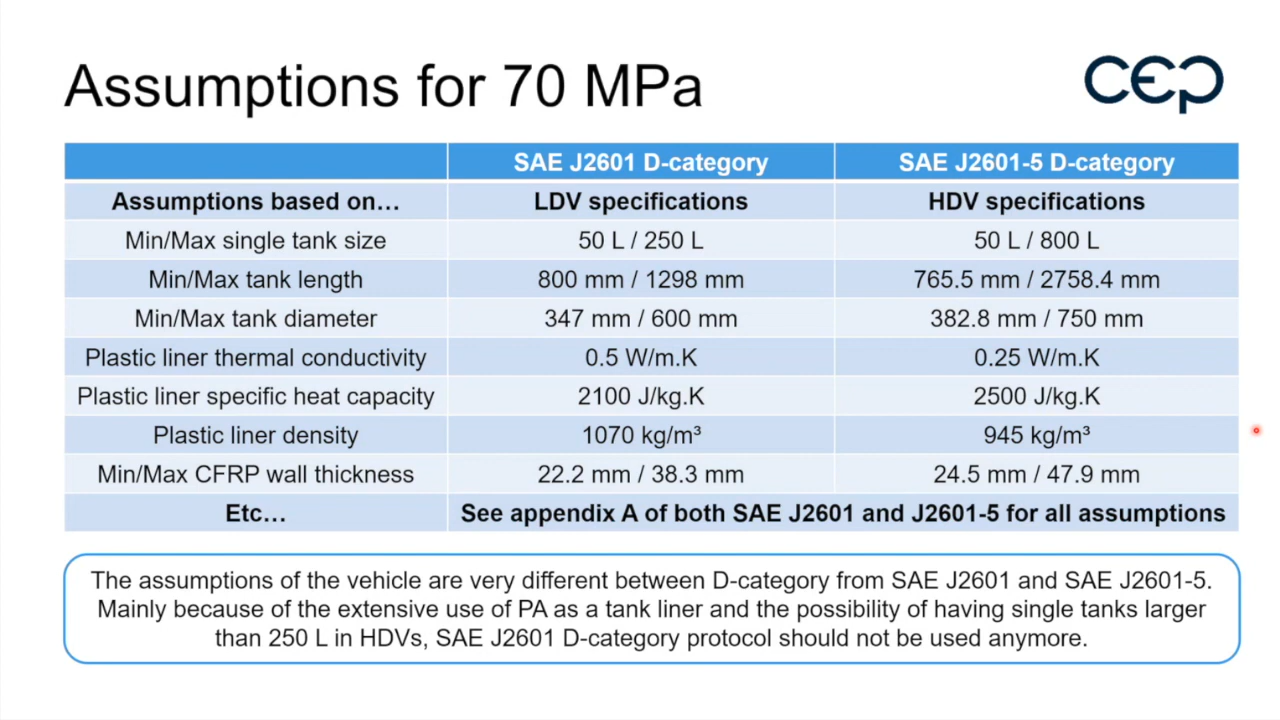 Assumptions for 70 MPa
cep
SAE J2601 D-category SAE J2601-5 D-category
Assumptions based on… LDV specifications HDV specifications
Min/Max single tank size 50 L / 250 L 50 L / 800 L
Min/Max tank length 800 mm / 1298 mm 765.5 mm / 2758.4 mm
Min/Max tank diameter 347 mm / 600 mm 382.8 mm / 750 mm
Plastic liner thermal conductivity 0.5 W/m.K 0.25 W/m.K
Plastic liner specific heat capacity 2100 J/kg.K 2500 J/kg.K
Plastic liner density 1070 kg/m³ 945 kg/m³
Min/Max CFRP wall thickness 22.2 mm / 38.3 mm 24.5 mm / 47.9 mm
Etc… See appendix A of both SAE J2601 and J2601-5 for all assumptions
The assumptions of the vehicle are very different between D-category from SAE J2601 and SAE J2601-5.
Mainly because of the extensive use of PA as a tank liner and the possibility of having single tanks larger
than 250 L in HDVs, SAE J2601 D-category protocol should not be used anymore.